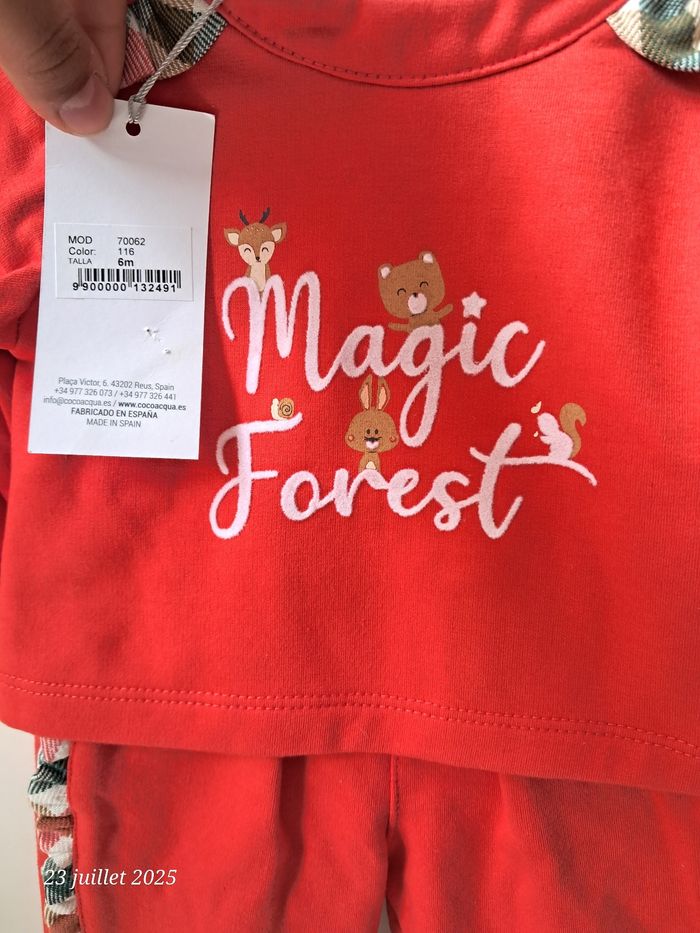 MOD 70062
Color: 116
TALLA 6m
9 900000 132491
Plaça Victor, 6. 43202 Reus, Spain
+34 977 326 073 / +34 977 326 441
info@cocoacqua.es / www.cocoacqua.es
FABRICADO EN ESPAÑA
MADE IN SPAIN
Magic
Forest
23 juillet 2025